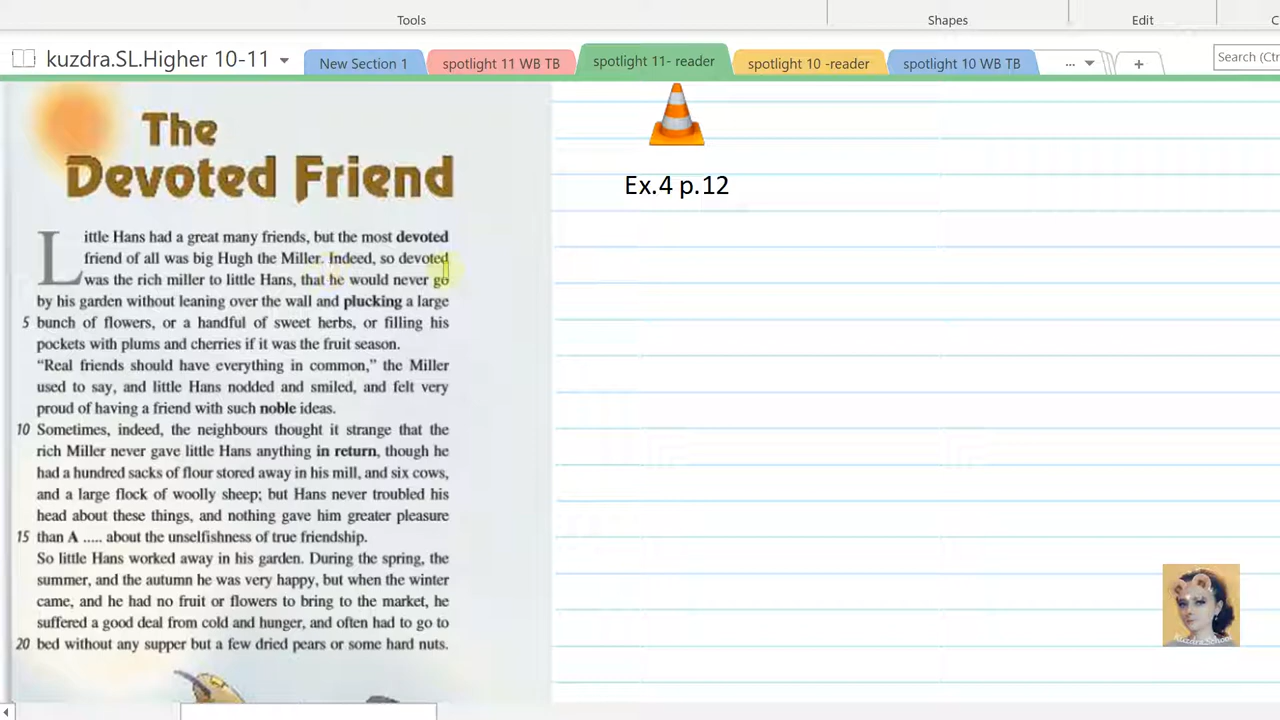 Tools
Shapes
Edit
kuzdra.SL.Higher 10-11
New Section 1
spotlight 11 WB TB
spotlight 11- reader
spotlight 10 -reader
spotlight 10 WB TB
...
+
Search (Ctr
The
Devoted Friend
Ex.4 p.12
Little Hans had a great many friends, but the most devoted
friend of all was big Hugh the Miller. Indeed, so devoted
was the rich miller to little Hans, that he would never go
by his garden without leaning over the wall and plucking a large
5 bunch of flowers, or a handful of sweet herbs, or filling his
pockets with plums and cherries if it was the fruit season.
“Real friends should have everything in common,” the Miller
used to say, and little Hans nodded and smiled, and felt very
proud of having a friend with such noble ideas.
10 Sometimes, indeed, the neighbours thought it strange that the
rich Miller never gave little Hans anything in return, though he
had a hundred sacks of flour stored away in his mill, and six cows,
and a large flock of woolly sheep; but Hans never troubled his
head about these things, and nothing gave him greater pleasure
15 than A ..... about the unselfishness of true friendship.
So little Hans worked away in his garden. During the spring, the
summer, and the autumn he was very happy, but when the winter
came, and he had no fruit or flowers to bring to the market, he
suffered a good deal from cold and hunger, and often had to go to
20 bed without any supper but a few dried pears or some hard nuts.
Kuzdra.School